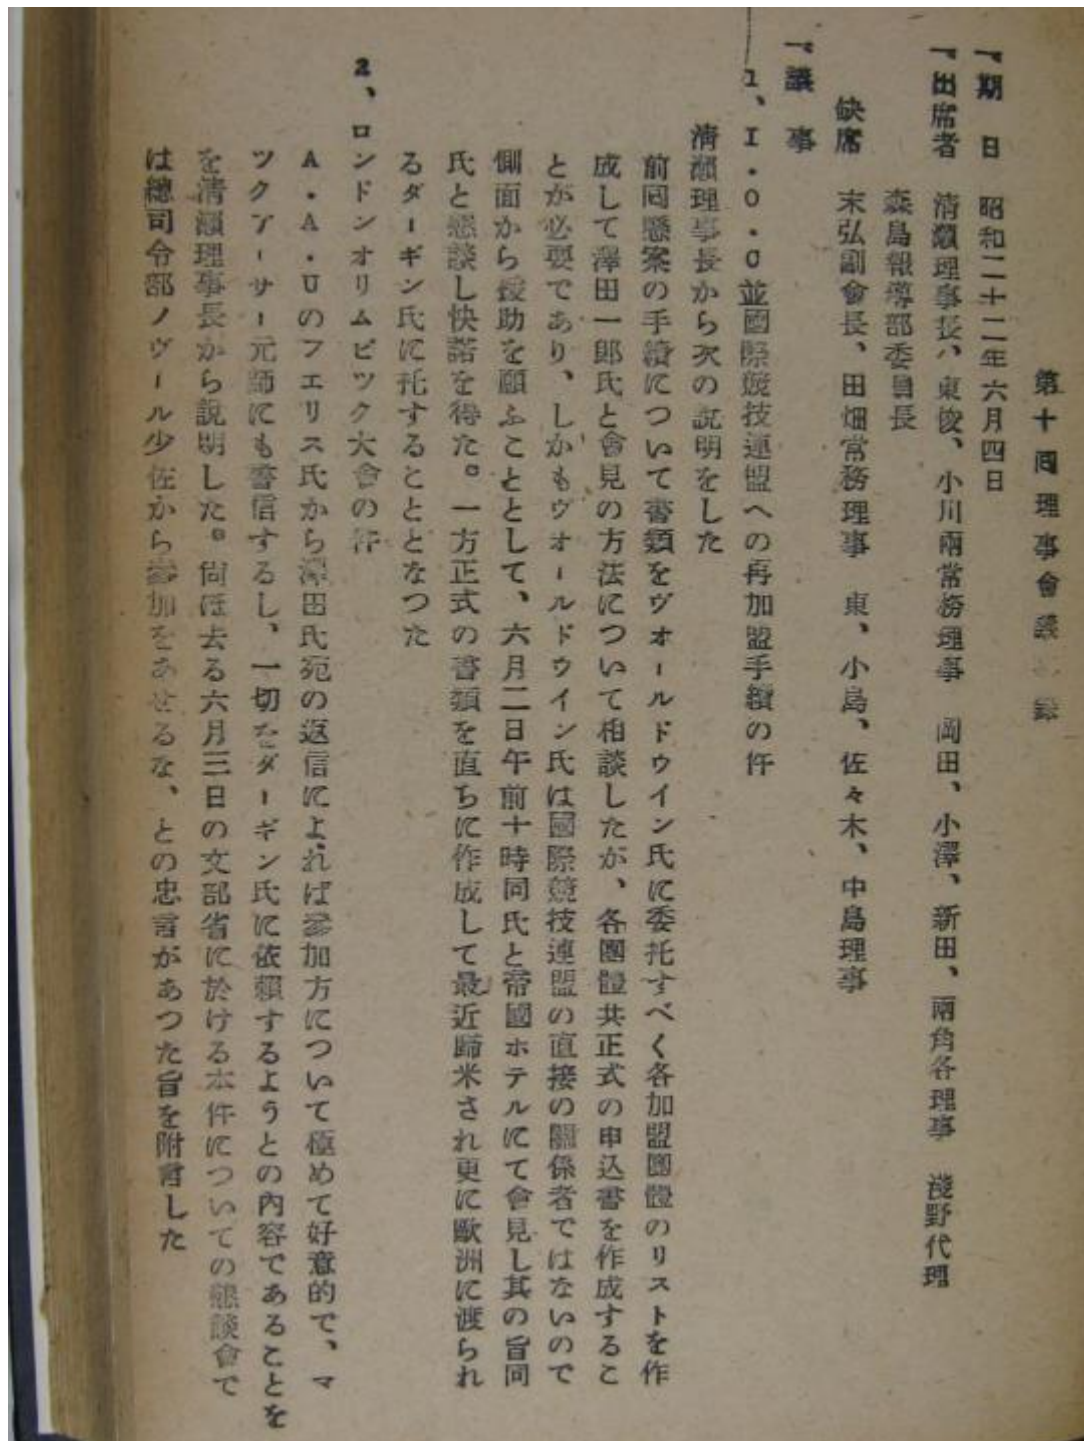 第十回理事會議事録
一、期日 昭和二十二年六月四日
一、出席者 清瀬理事長、東俊、小川兩常務理事 岡田、小澤、新田、兩角各理事 淺野代理
森島報導部委員長
缺席 末弘副會長、田畑常務理事 東、小島、佐々木、中島理事
一、議事
1、I・O・C並國際競技連盟への再加盟手續の件
清瀬理事長から次の説明をした
前回懸案の手續について書類をヴォールドウイン氏に委托すべく各加盟團體のリストを作
成して澤田一郎氏と會見の方法について相談したが、各團體共正式の申込書を作成するこ
とが必要であり、しかもヴォールドウイン氏は國際競技連盟の直接の關係者ではないので
側面から援助を願ふこととして、六月二日午前十時同氏と帝國ホテルにて會見し其の旨同
氏と懇談し快諾を得た。一方正式の書類を直ちに作成して最近歸米され更に歐洲に渡られ
るダーギン氏に托することとなつた
2、ロンドンオリムピツク大會の件
A・A・Uのフエリス氏から澤田氏宛の返信によれば參加方について極めて好意的で、マ
ツクアーサー元師にも書信するし、一切をダーギン氏に依頼するようとの内容であることを
を清瀬理事長から説明した。尚ほ去る六月三日の文部省に於ける本件についての懇談會で
は總司令部ノヴール少佐から參加をあせるな、との忠言があつた旨を附言した